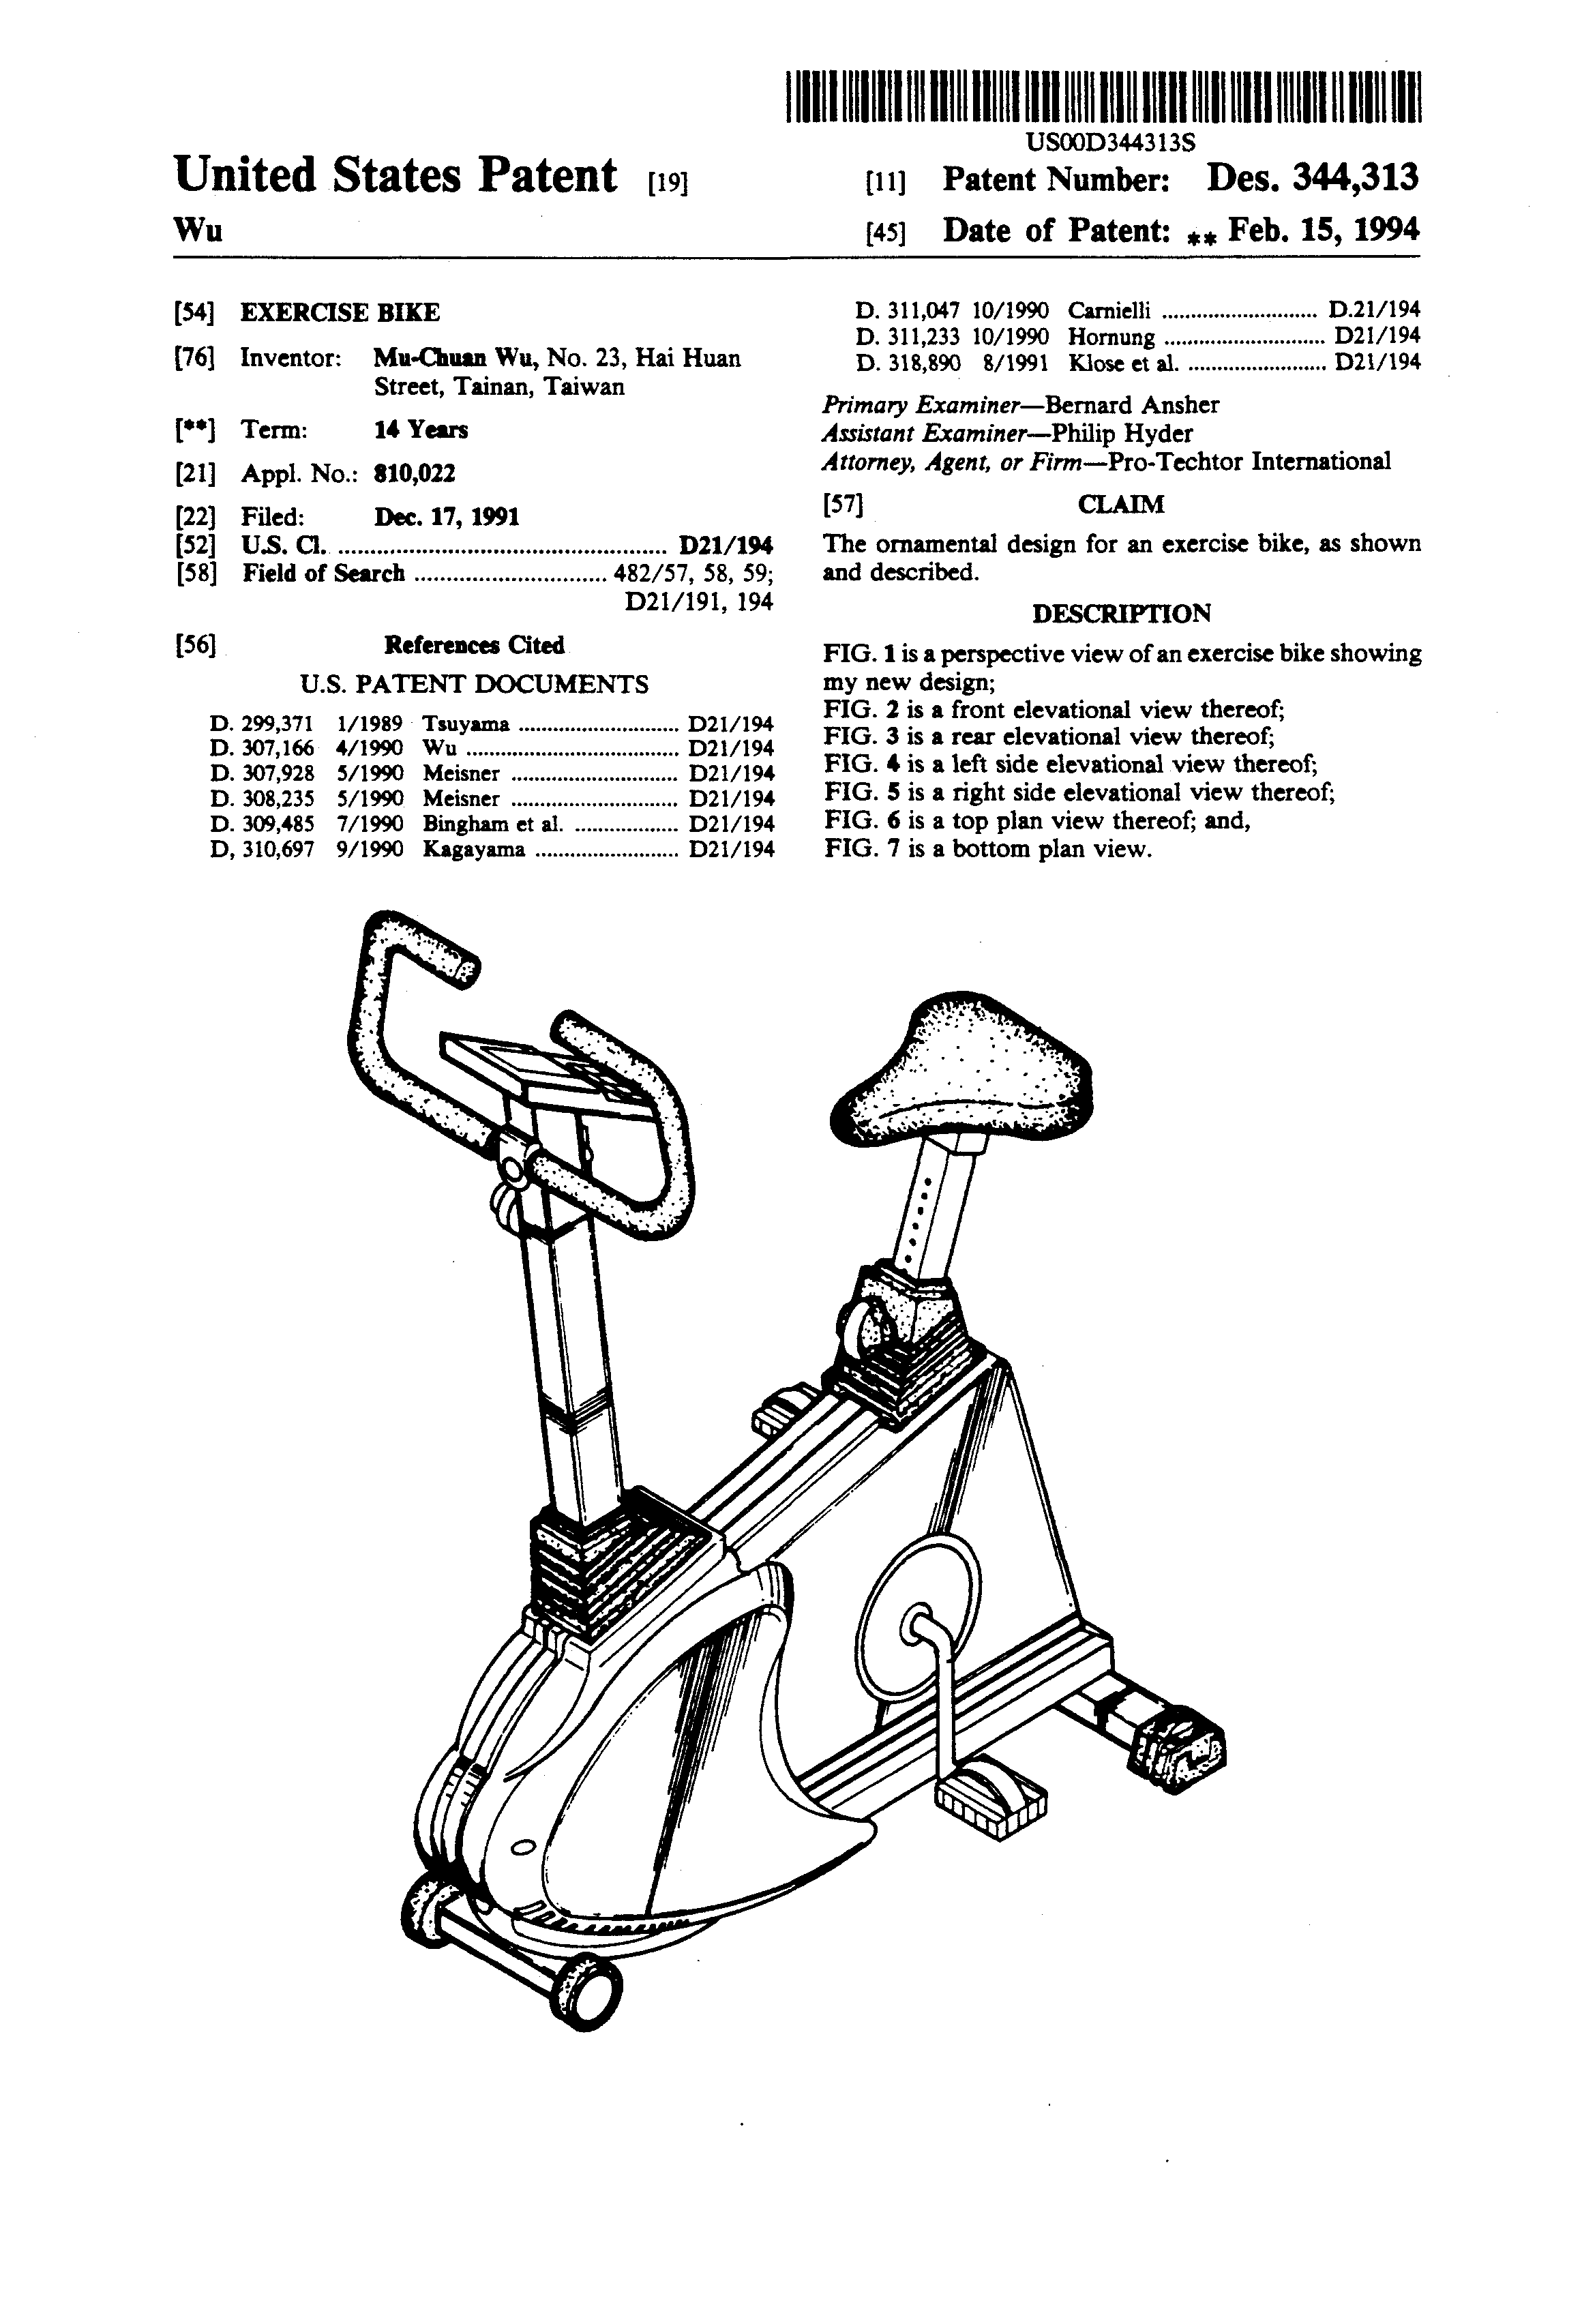 US00D344313S
United States Patent [19]
[11] Patent Number: Des. 344,313
Wu
[45] Date of Patent: ** Feb. 15, 1994
[54] EXERCISE BIKE
[76] Inventor: Mu-Chuan Wu, No. 23, Hai Huan
Street, Tainan, Taiwan
[**] Term: 14 Years
[21] Appl. No.: 810,022
[22] Filed: Dec. 17, 1991
[52] U.S. Cl. .................................................. D21/194
[58] Field of Search .............................. 482/57, 58, 59;
D21/191, 194
[56] References Cited
U.S. PATENT DOCUMENTS
D. 299,371 1/1989 Tsuyama ............................ D21/194
D. 307,166 4/1990 Wu ..................................... D21/194
D. 307,928 5/1990 Meisner ............................. D21/194
D. 308,235 5/1990 Meisner ............................. D21/194
D. 309,485 7/1990 Bingham et al. .................. D21/194
D, 310,697 9/1990 Kagayama ......................... D21/194
D. 311,047 10/1990 Carnielli ........................... D.21/194
D. 311,233 10/1990 Hornung ............................ D21/194
D. 318,890 8/1991 Klose et al. ........................ D21/194
Primary Examiner—Bernard Ansher
Assistant Examiner—Philip Hyder
Attorney, Agent, or Firm—Pro-Techtor International
[57] CLAIM
The ornamental design for an exercise bike, as shown
and described.
DESCRIPTION
FIG. 1 is a perspective view of an exercise bike showing
my new design;
FIG. 2 is a front elevational view thereof;
FIG. 3 is a rear elevational view thereof;
FIG. 4 is a left side elevational view thereof;
FIG. 5 is a right side elevational view thereof;
FIG. 6 is a top plan view thereof; and,
FIG. 7 is a bottom plan view.